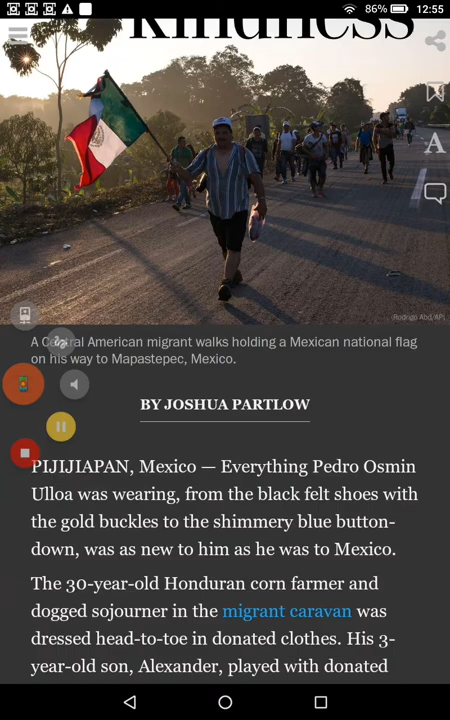 12:55
86%
kindness
A
Rodrigo Abd, AP)
A Central American migrant walks holding a Mexican national flag
on his way to Mapastepec, Mexico.
BY JOSHUA PARTLOW
PIJIJIAPAN, Mexico — Everything Pedro Osmin
Ulloa was wearing, from the black felt shoes with
the gold buckles to the shimmery blue button-
down, was as new to him as he was to Mexico.
The 30-year-old Honduran corn farmer and
dogged sojourner in the migrant caravan was
dressed head-to-toe in donated clothes. His 3-
year-old son, Alexander, played with donated